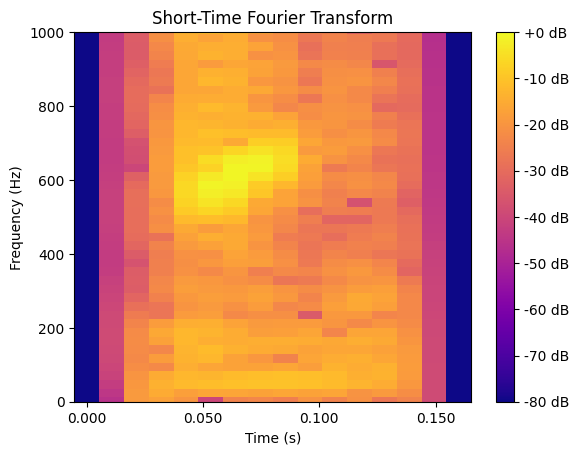 Short-Time Fourier Transform
1000
800
600
400
200
0
Frequency (Hz)
0.000
0.050
0.100
0.150
Time (s)
+0 dB
-10 dB
-20 dB
-30 dB
-40 dB
-50 dB
-60 dB
-70 dB
-80 dB